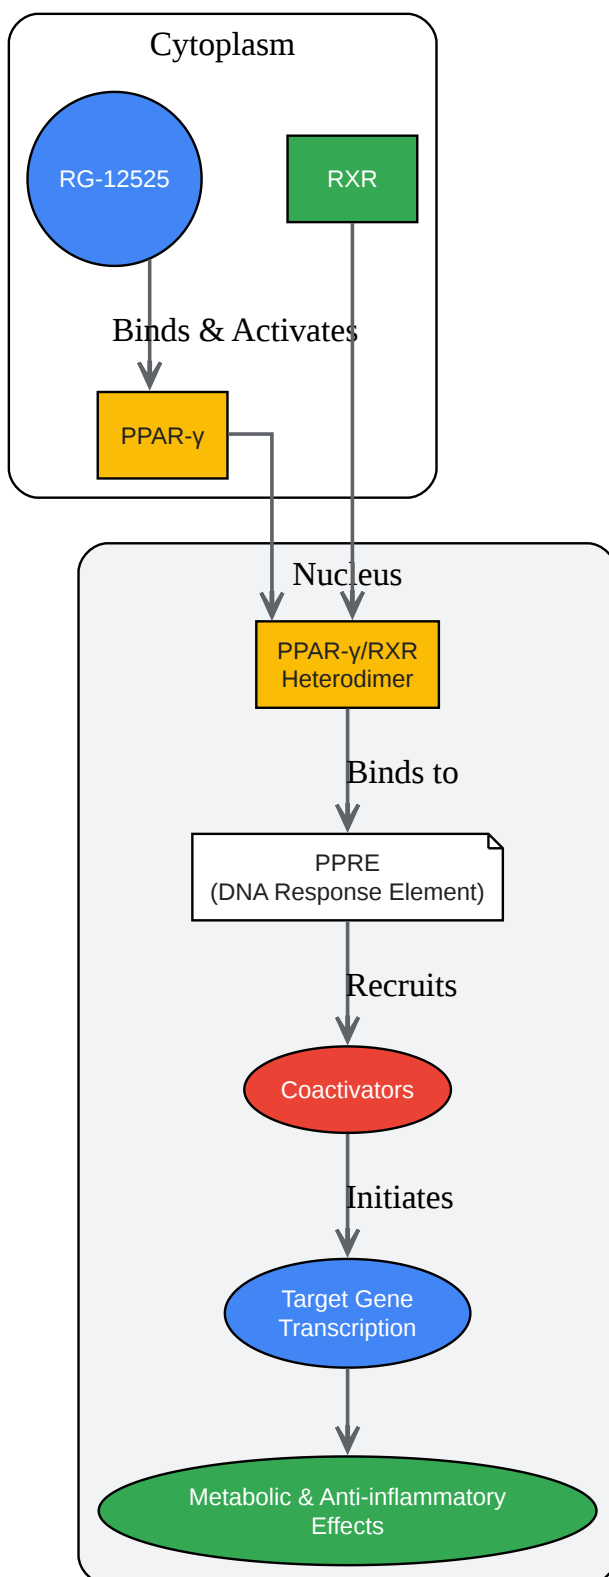 Cytoplasm
RG-12525
RXR
Binds & Activates
PPAR-γ
Nucleus
PPAR-γ/RXR
Heterodimer
Binds to
PPRE
(DNA Response Element)
Recruits
Coactivators
Initiates
Target Gene
Transcription
Metabolic & Anti-inflammatory
Effects